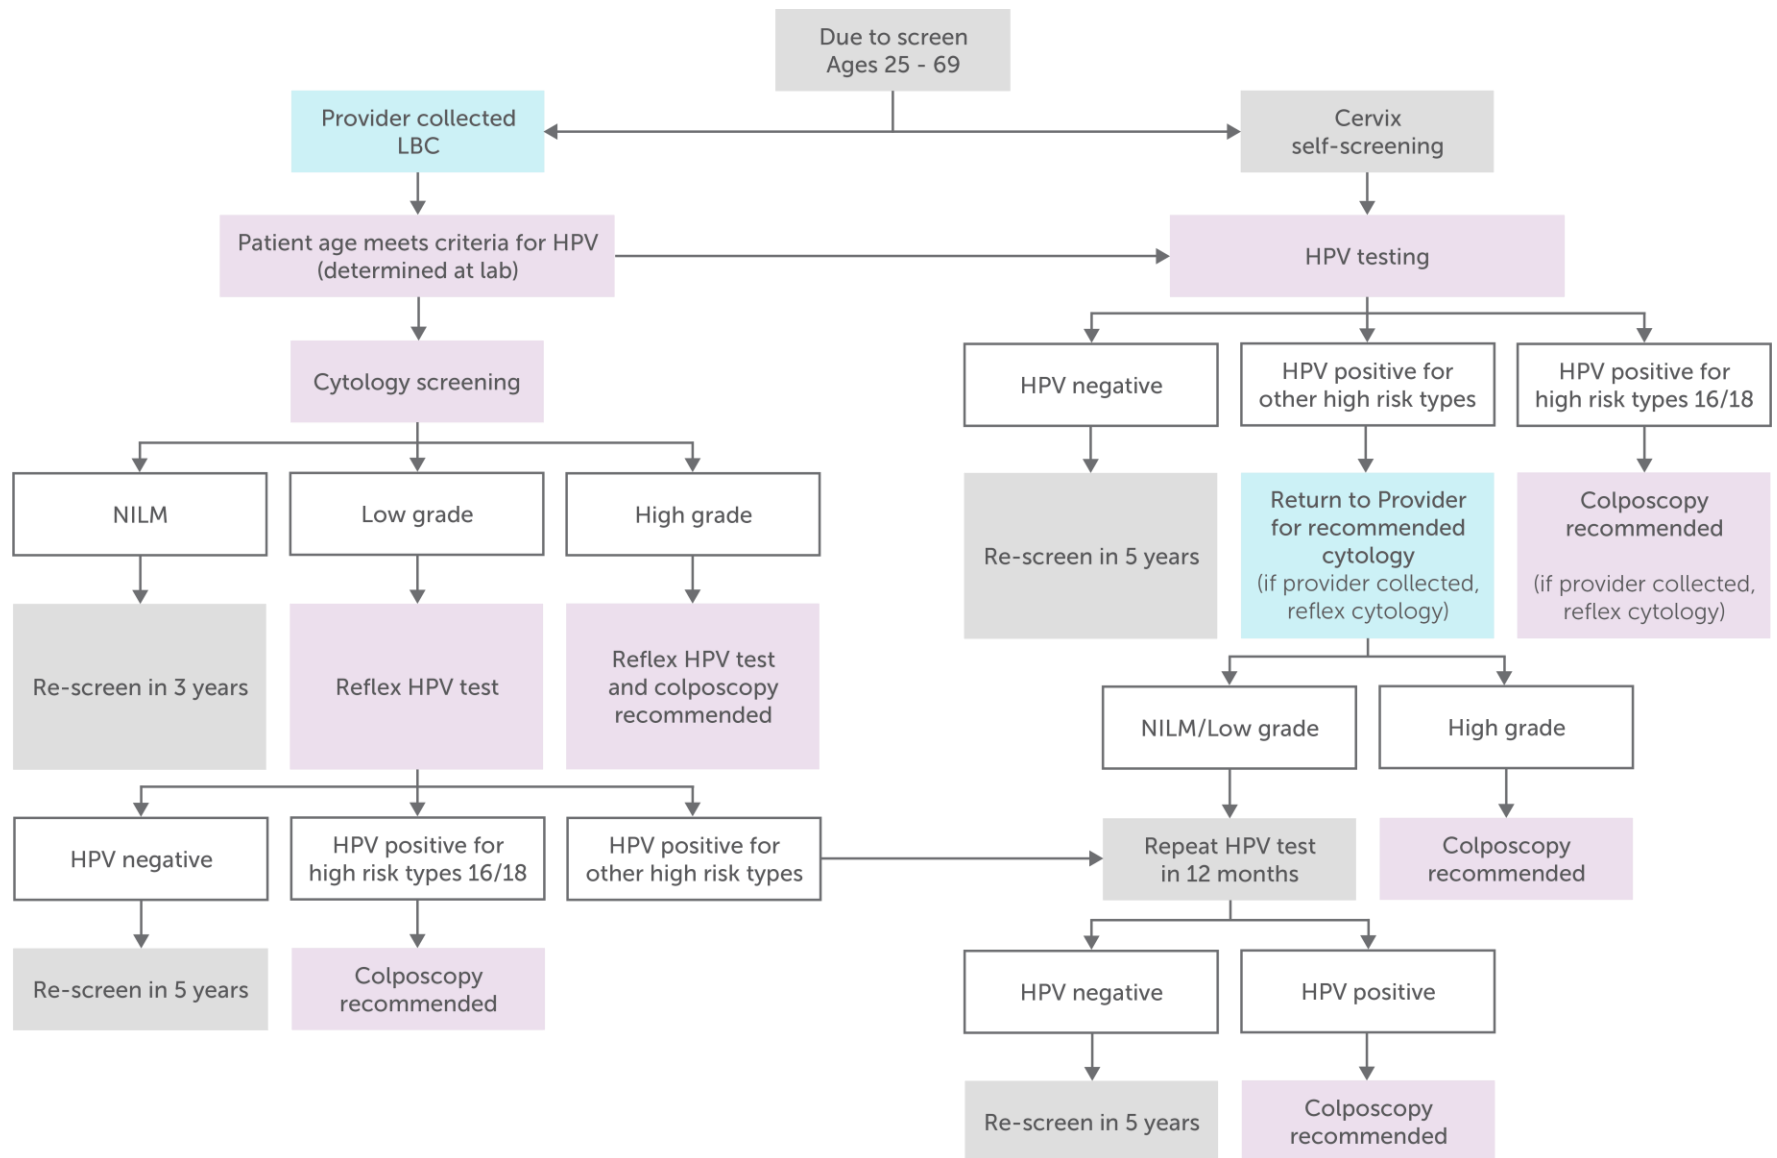 Due to screen
Ages 25 - 69
Provider collected
LBC
Cervix
self-screening
Patient age meets criteria for HPV
(determined at lab)
HPV testing
Cytology screening
HPV negative
HPV positive for
other high risk types
HPV positive for
high risk types 16/18
NILM
Low grade
High grade
Re-screen in 5 years
Return to Provider
for recommended
cytology
(if provider collected,
reflex cytology)
Colposcopy
recommended
(if provider collected,
reflex cytology)
Re-screen in 3 years
Reflex HPV test
Reflex HPV test
and colposcopy
recommended
NILM/Low grade
High grade
HPV negative
HPV positive for
high risk types 16/18
HPV positive for
other high risk types
Repeat HPV test
in 12 months
Colposcopy
recommended
Re-screen in 5 years
Colposcopy
recommended
HPV negative
HPV positive
Re-screen in 5 years
Colposcopy
recommended